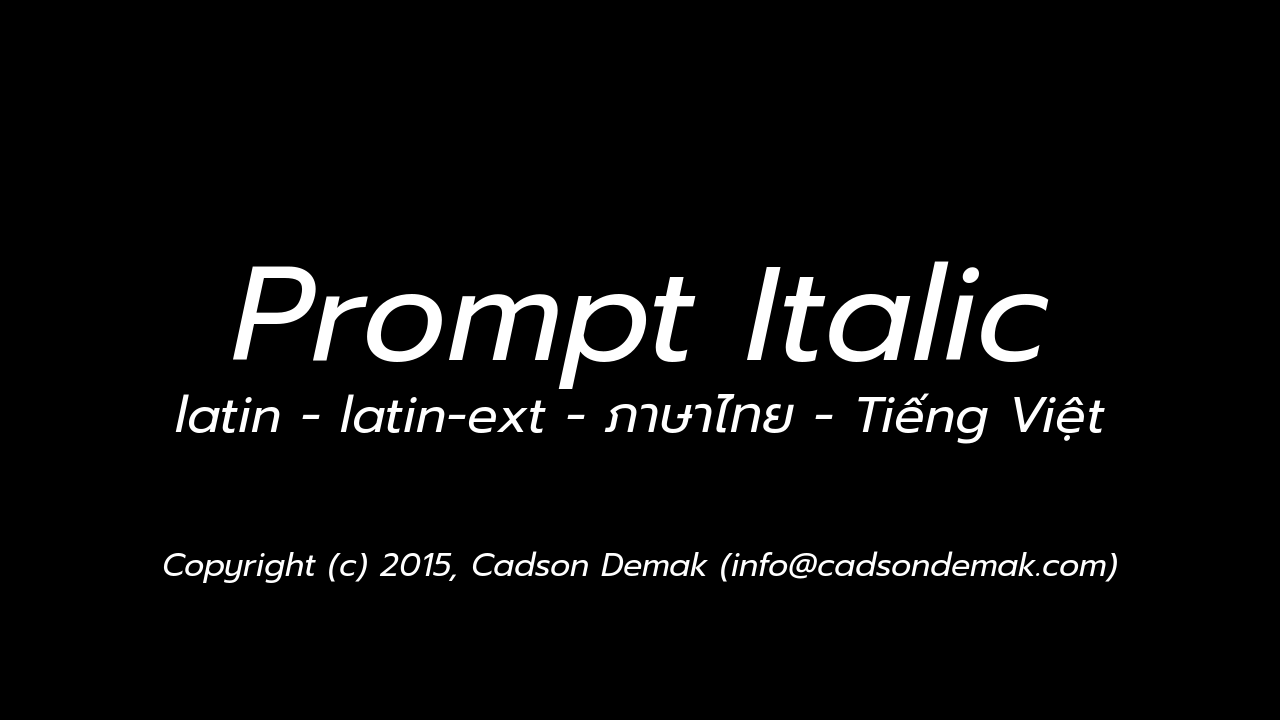 Prompt Italic
latin - latin-ext - ภาษาไทย - Tiếng Việt
Copyright (c) 2015, Cadson Demak (info@cadsondemak.com)